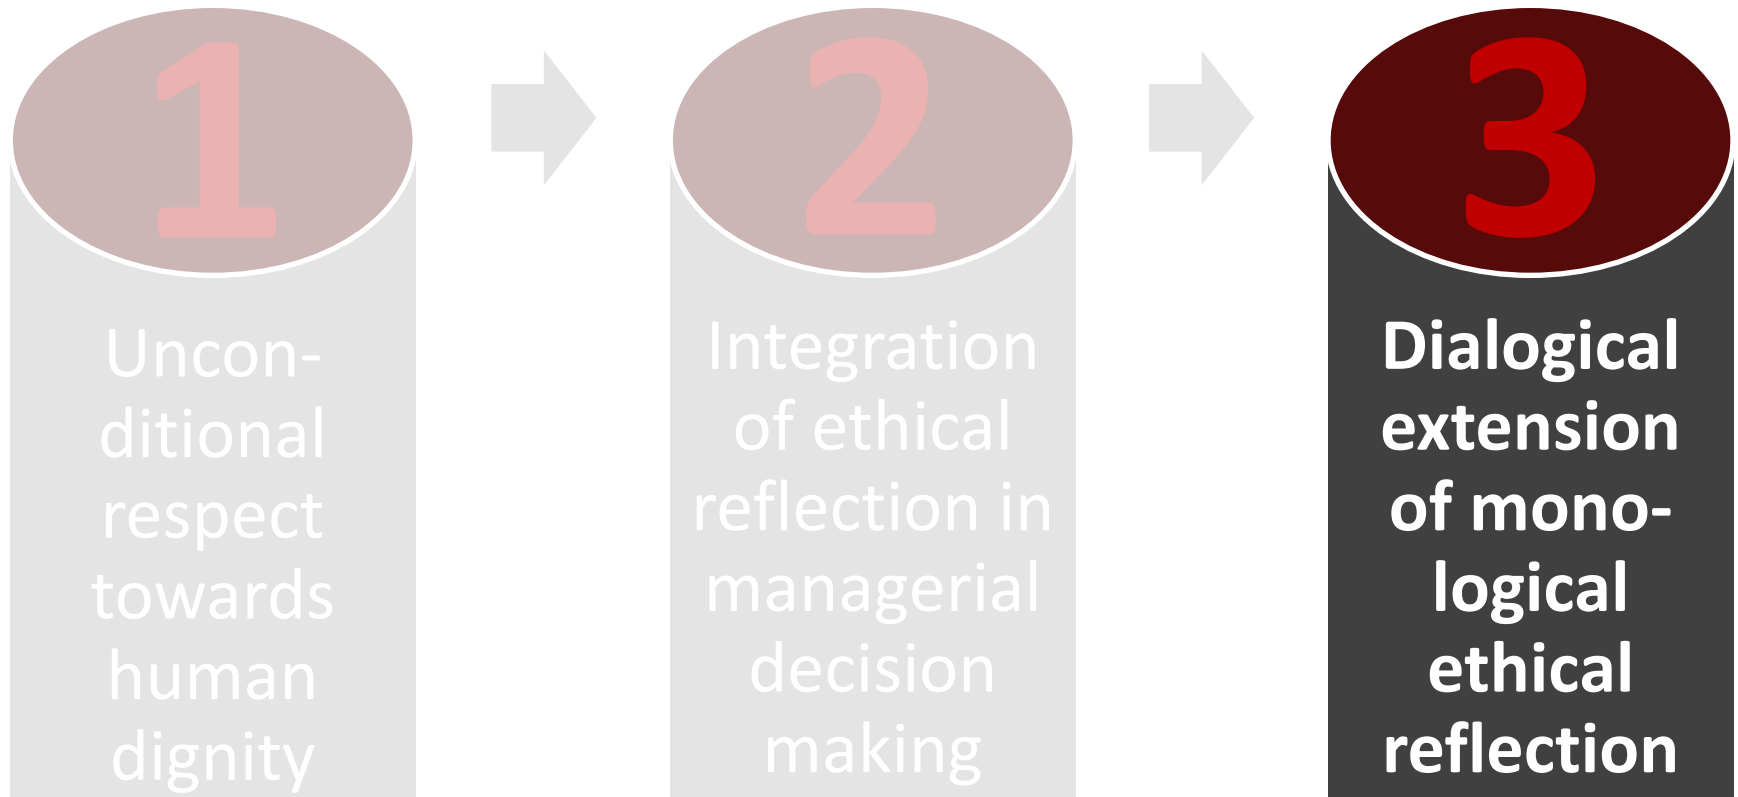 1
Uncon-
ditional
respect
towards
human
dignity
2
Integration
of ethical
reflection in
managerial
decision
making
3
Dialogical
extension
of mono-
logical
ethical
reflection